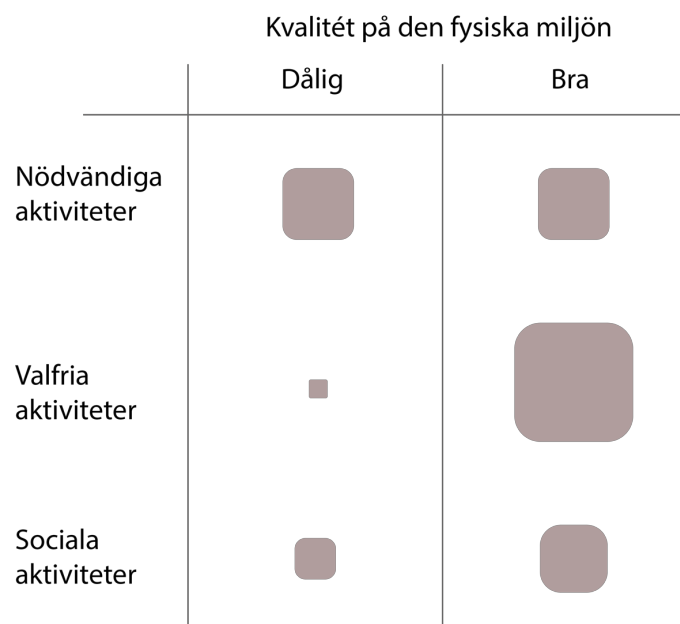 Kvalitét på den fysiska miljön
Dålig
Bra
Nödvändiga
aktiviteter
Valfria
aktiviteter
Sociala
aktiviteter